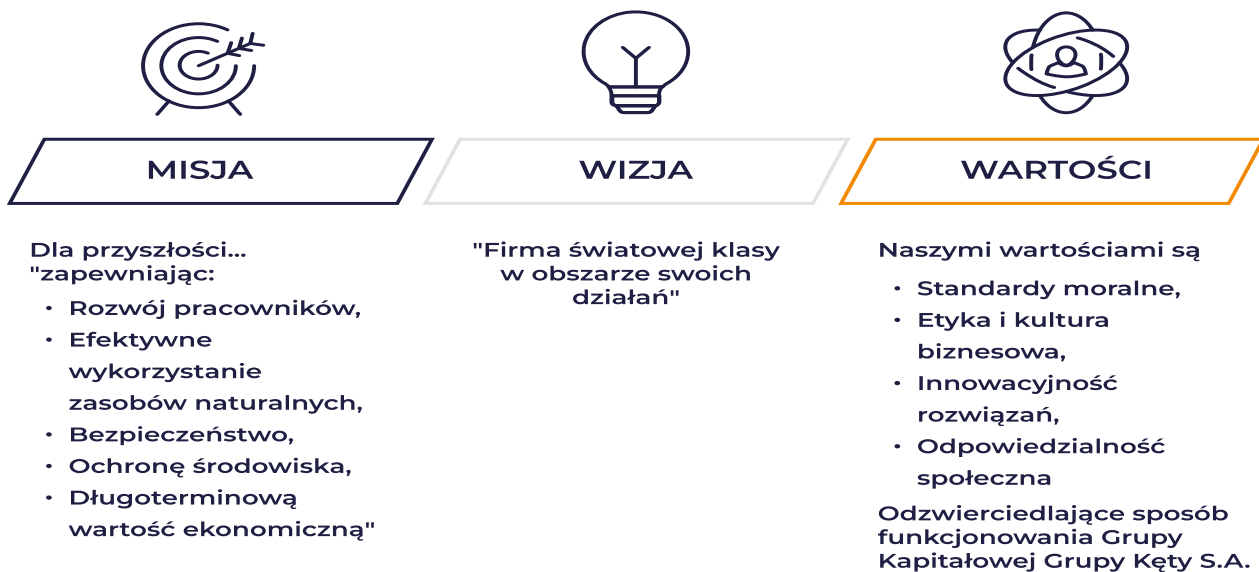 MISJA
Dla przyszłości...
"zapewniając:
• Rozwój pracowników,
• Efektywne
wykorzystanie
zasobów naturalnych,
• Bezpieczeństwo,
• Ochronę środowiska,
• Długoterminową
wartość ekonomiczną"
WIZJA
"Firma światowej klasy
w obszarze swoich
działań"
WARTOŚCI
Naszymi wartościami są
• Standardy moralne,
• Etyka i kultura
biznesowa,
• Innowacyjność
rozwiązań,
• Odpowiedzialność
społeczna
Odzwierciedlające sposób
funkcjonowania Grupy
Kapitałowej Grupy Kęty S.A.